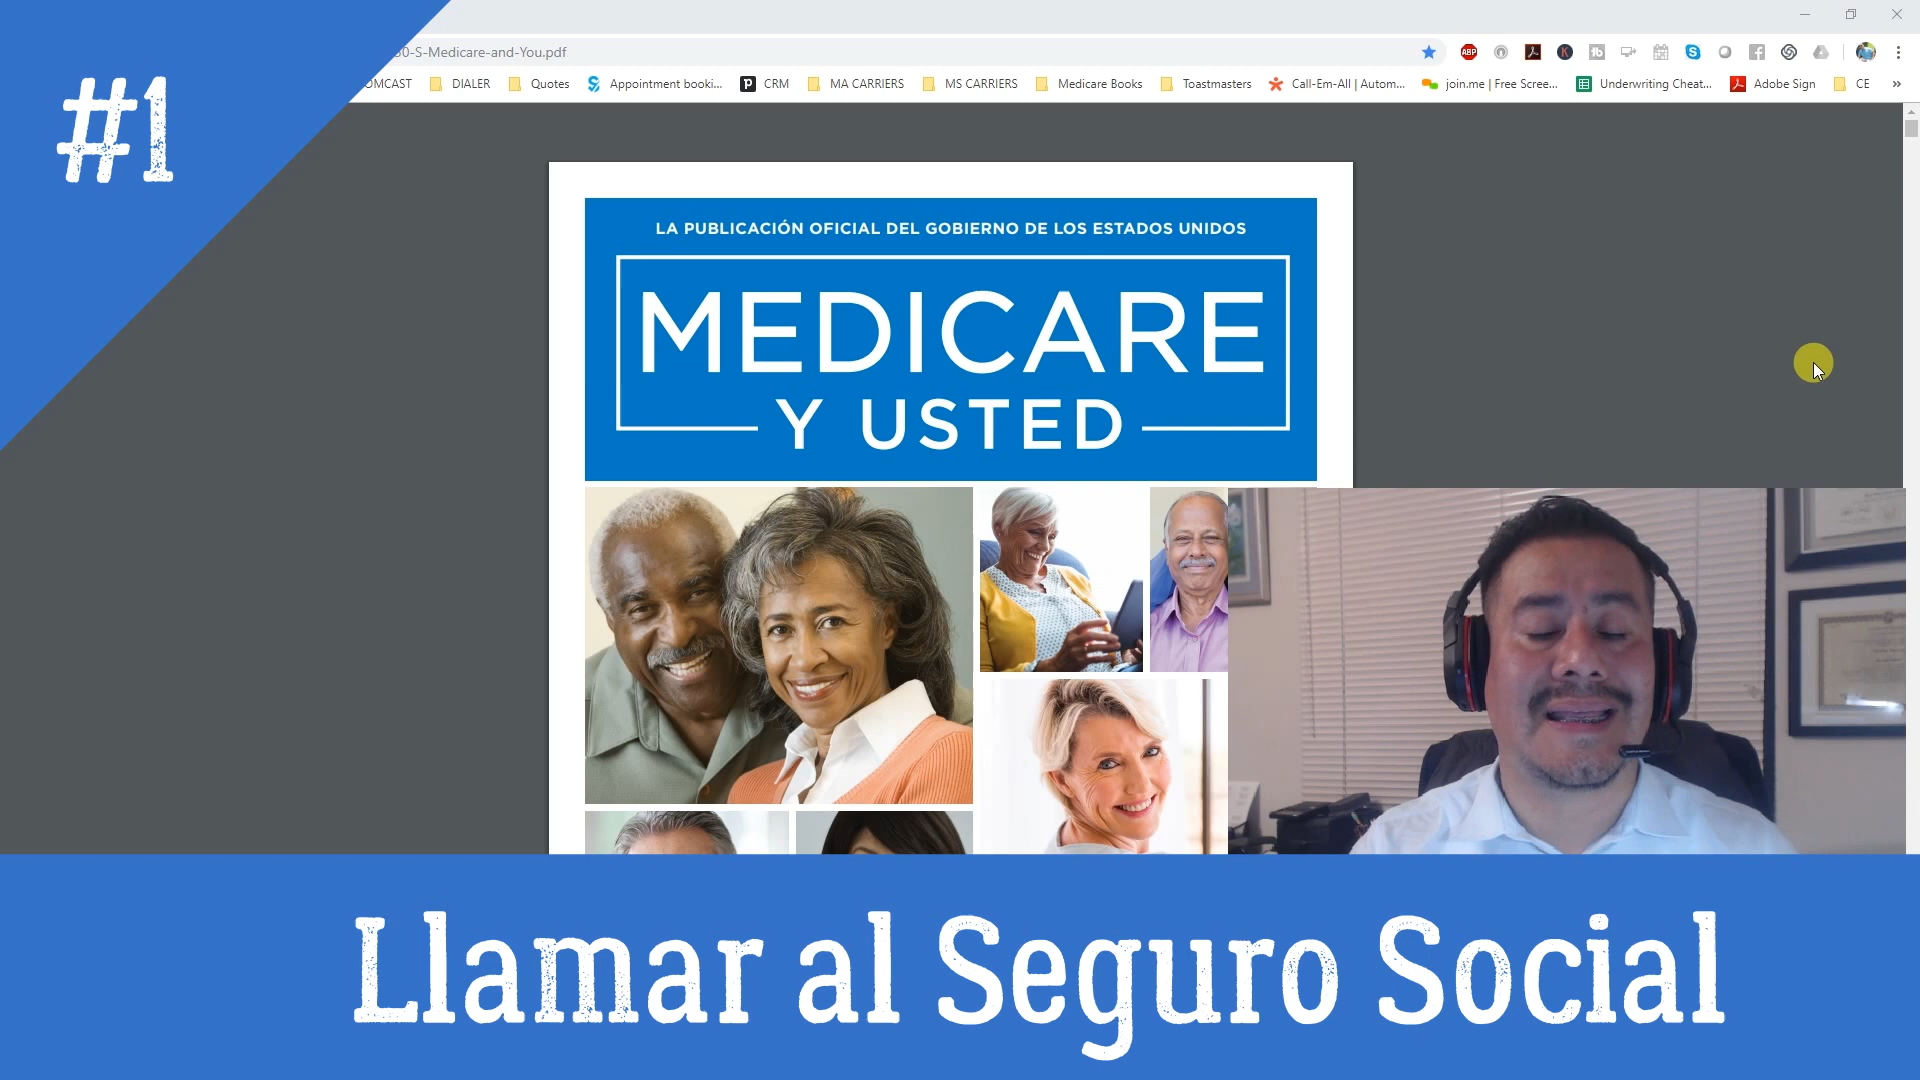 #1
0-S-Medicare-and-You.pdf
OMCAST DIALER Quotes Appointment booki... CRM MA CARRIERS MS CARRIERS Medicare Books Toastmasters Call-Em-All | Autom... join.me | Free Scree... Underwriting Cheat... Adobe Sign CE »
ABP
LA PUBLICACIÓN OFICIAL DEL GOBIERNO DE LOS ESTADOS UNIDOS
MEDICARE
Y USTED
Llamar al Seguro Social